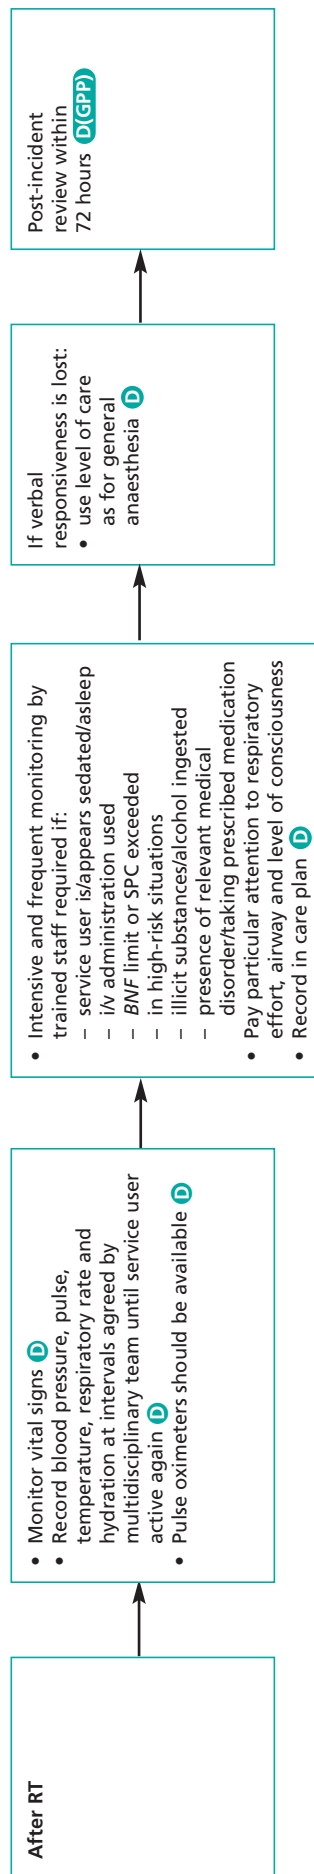 After RT
• Monitor vital signs D
• Record blood pressure, pulse,
temperature, respiratory rate and
hydration at intervals agreed by
multidisciplinary team until service user
active again D
• Pulse oximeters should be available D
• Intensive and frequent monitoring by
trained staff required if:
– service user is/appears sedated/asleep
– i/v administration used
– BNF limit or SPC exceeded
– in high-risk situations
– illicit substances/alcohol ingested
– presence of relevant medical
disorder/taking prescribed medication
• Pay particular attention to respiratory
effort, airway and level of consciousness
• Record in care plan D
If verbal
responsiveness is lost:
• use level of care
as for general
anaesthesia D
Post-incident
review within
72 hours D(GPP)